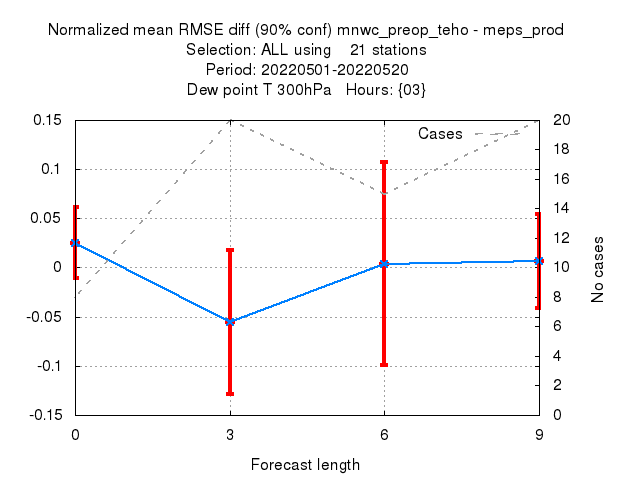 Normalized mean RMSE diff (90% conf) mnwc_preop_teho - meps_prod
Selection: ALL using    21 stations
Period: 20220501-20220520
Dew point T 300hPa   Hours: {03}
0.15
0.1
0.05
0
-0.05
-0.1
-0.15
Cases
20
18
16
14
12
10
8
6
4
2
0
No cases
0 3 6 9
Forecast length